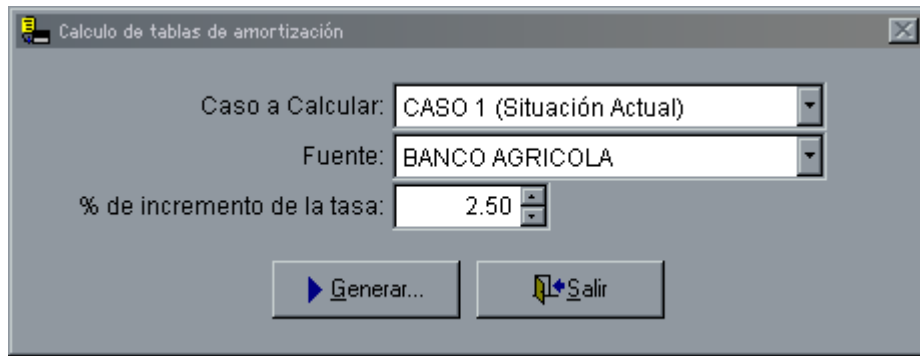 Calculo de tablas de amortización
Caso a Calcular: CASO 1 (Situación Actual)
Fuente: BANCO AGRICOLA
% de incremento de la tasa: 2.50
Generar... Salir